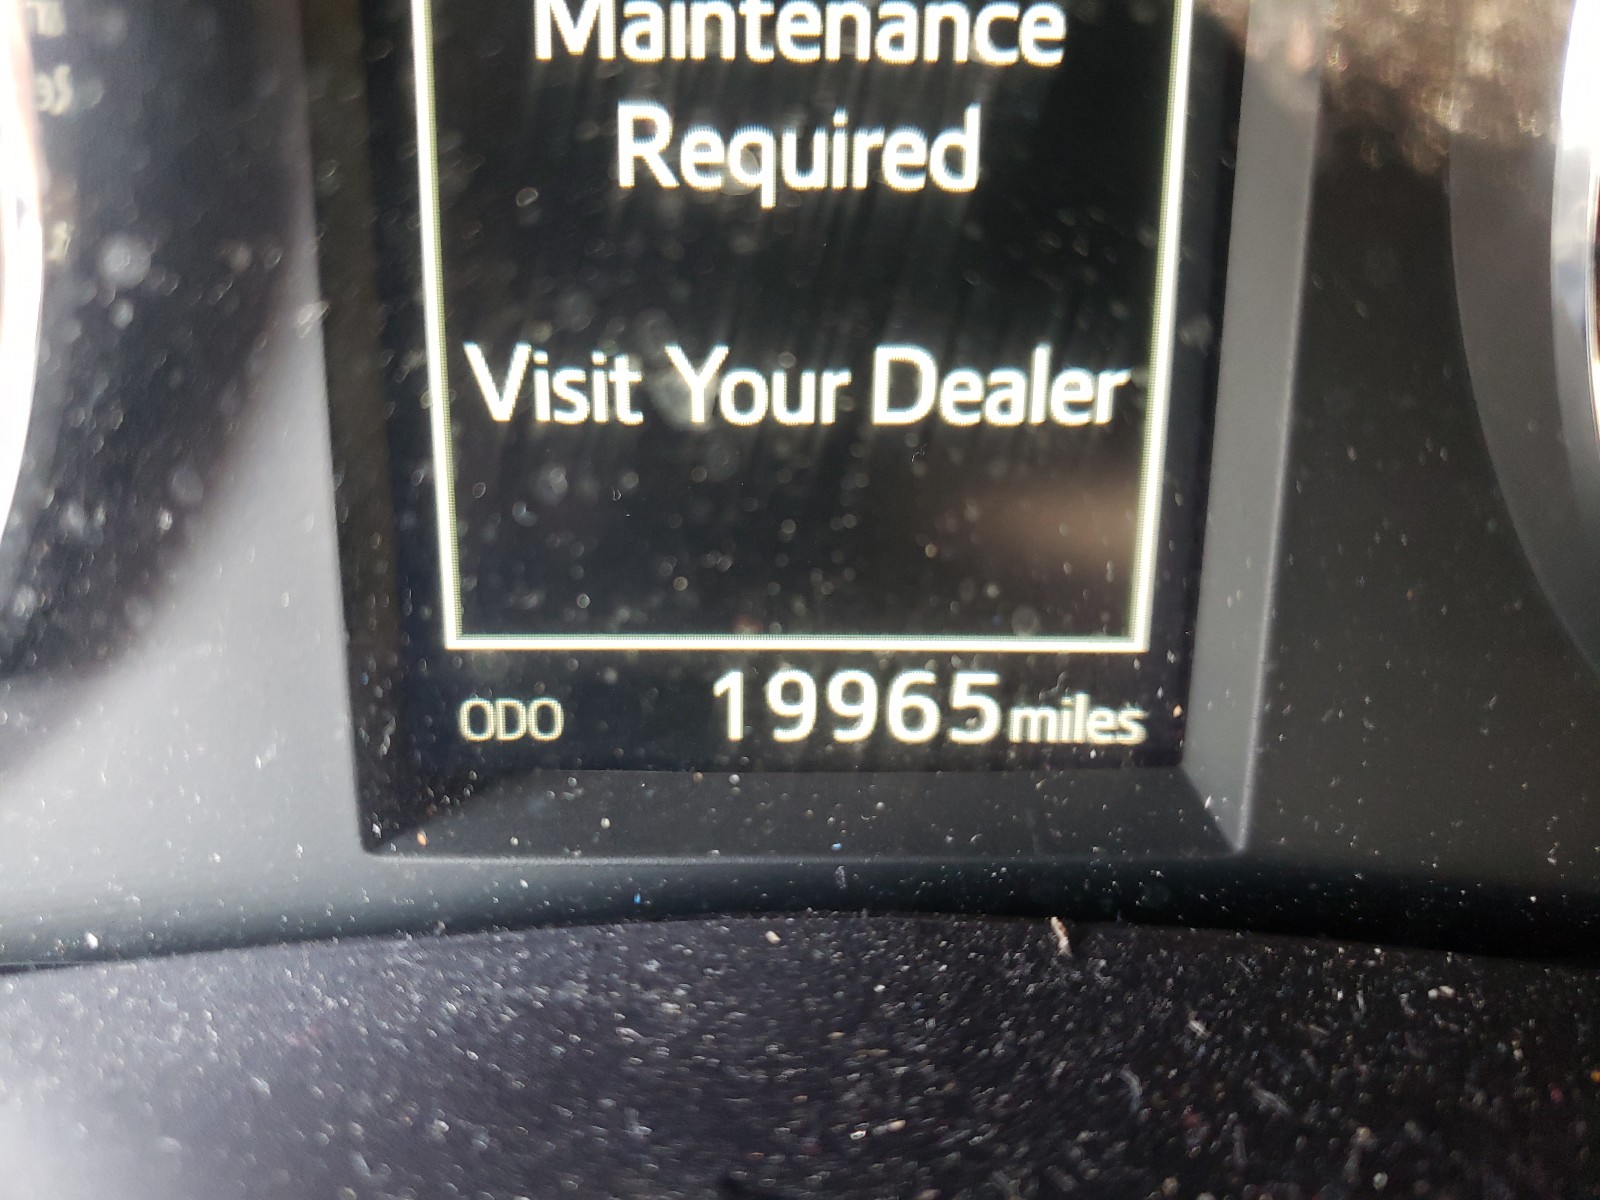 Maintenance
Required
Visit Your Dealer
ODO 19965 miles